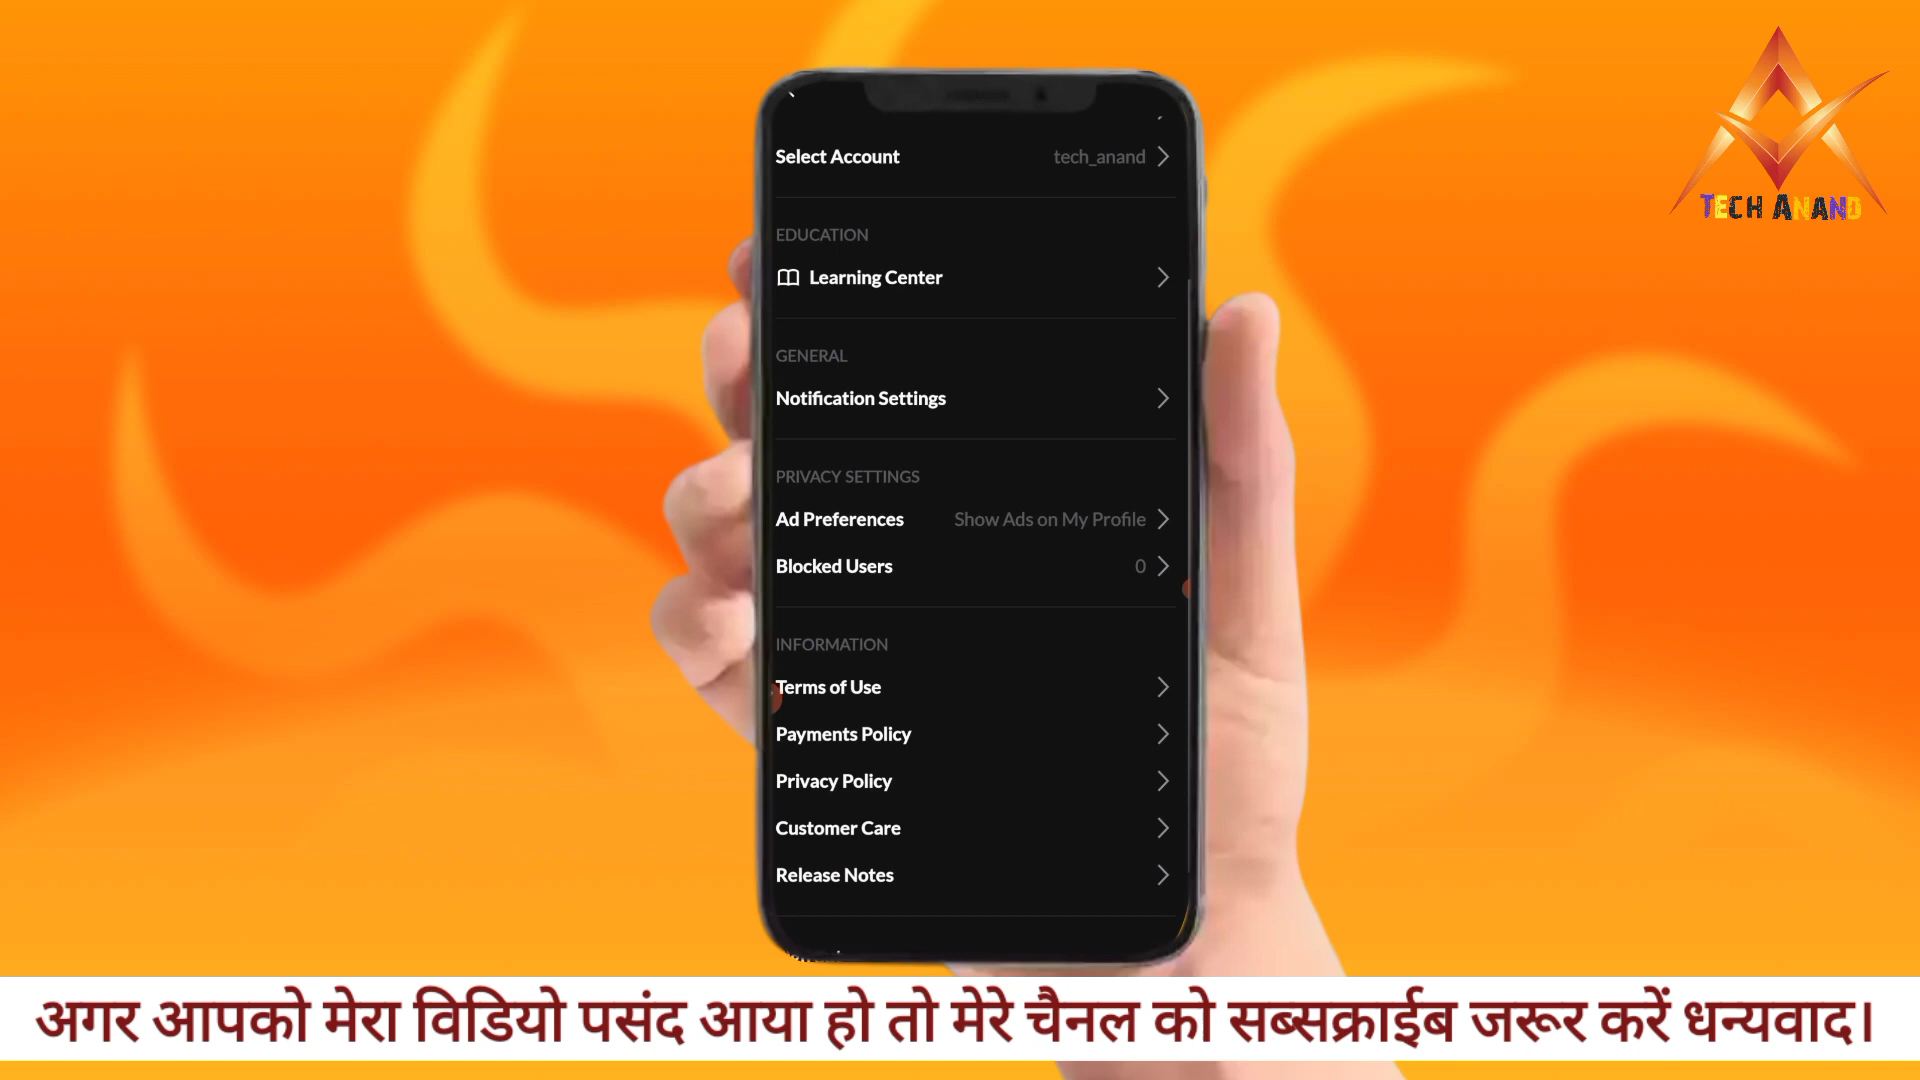 TECH ANAND
Select Account tech_anand
EDUCATION
Learning Center
GENERAL
Notification Settings
PRIVACY SETTINGS
Ad Preferences Show Ads on My Profile
Blocked Users 0
INFORMATION
Terms of Use
Payments Policy
Privacy Policy
Customer Care
Release Notes
अगर आपको मेरा विडियो पसंद आया हो तो मेरे चैनल को सब्सक्राईब जरूर करें धन्यवाद।